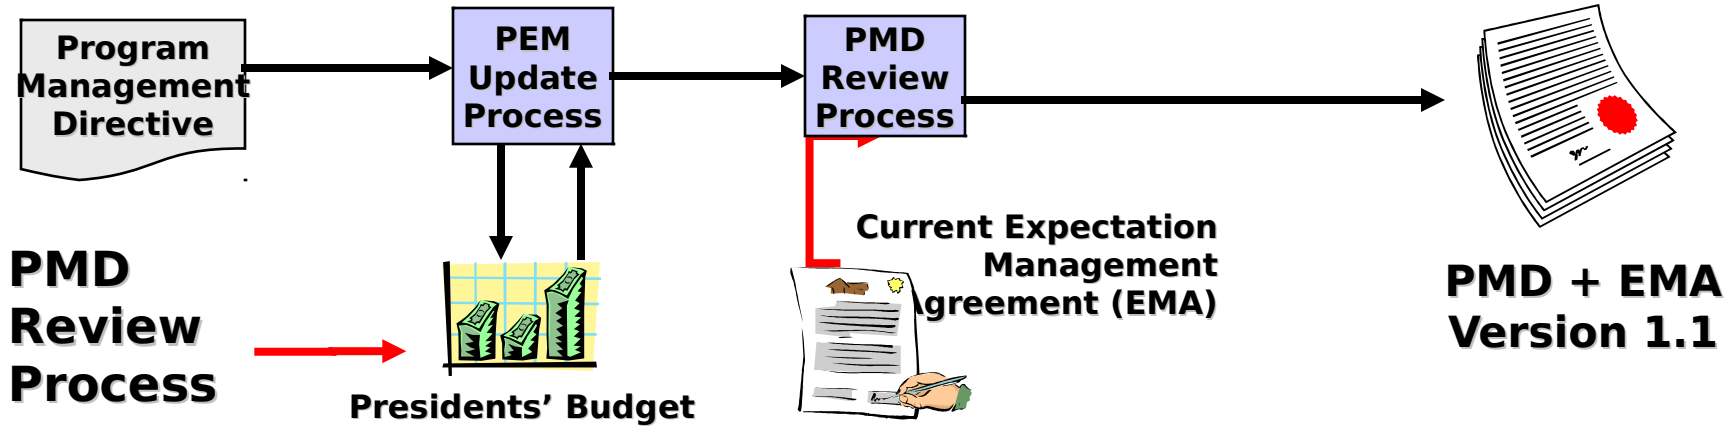 Program
Management
Directive
PEM
Update
Process
PMD
Review
Process
Current Expectation
Management
Agreement (EMA)
PMD
Review
Process
Presidents’ Budget
PMD + EMA
Version 1.1